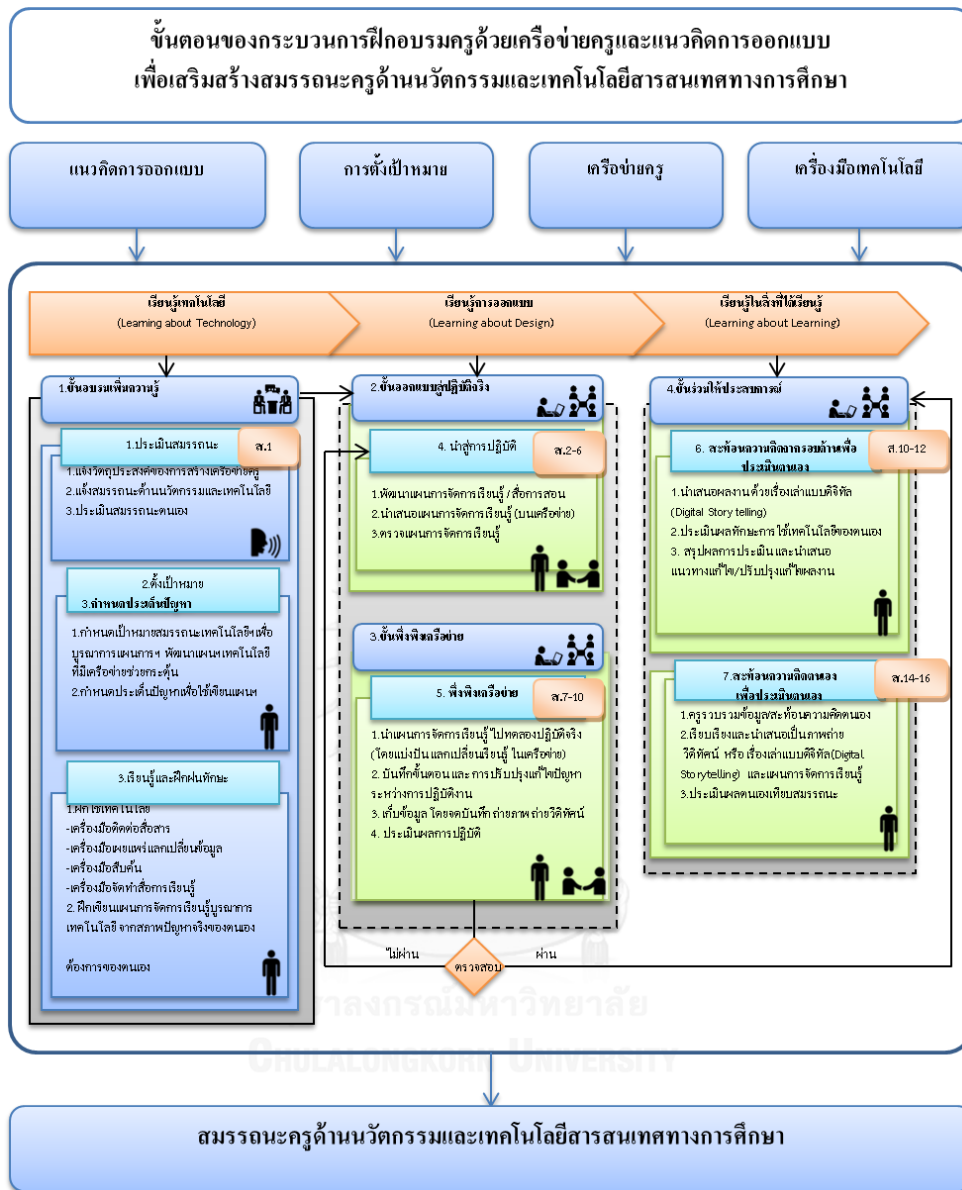 ขั้นตอนของกระบวนการฝึกอบรมครูด้วยเครือข่ายครูและแนวคิดการออกแบบ
เพื่อเสริมสร้างสมรรถนะครูด้านนวัตกรรมและเทคโนโลยีสารสนเทศทางการศึกษา
แนวคิดการออกแบบ
การตั้งเป้าหมาย
เครือข่ายครู
เครื่องมือเทคโนโลยี
เรียนรู้เทคโนโลยี
(Learning about Technology)
เรียนรู้การออกแบบ
(Learning about Design)
เรียนรู้ในสิ่งที่ได้เรียนรู้
(Learning about Learning)
1.ขั้นอบรมเพิ่มความรู้
1.ประเมินสมรรถนะ
ส.1
1.แจ้งวัตถุประสงค์ของการสร้างเครือข่ายครู
2.แจ้งสมรรถนะด้านนวัตกรรมและเทคโนโลยี
3.ประเมินสมรรถนะตนเอง
2.ตั้งเป้าหมาย
3.กำหนดประเด็นปัญหา
1.กำหนดเป้าหมายสมรรถนะเทคโนโลยีฯเพื่อ
บูรณาการแผนการฯ พัฒนาแผนฯเทคโนโลยี
ที่มีเครือข่ายช่วยกระตุ้น
2.กำหนดประเด็นปัญหาเพื่อใช้เขียนแผนฯ
3.เรียนรู้และฝึกฝนทักษะ
1.ฝึกใช้เทคโนโลยี
-เครื่องมือติดต่อสื่อสาร
-เครื่องมือเผยแพร่แลกเปลี่ยนข้อมูล
-เครื่องมือสืบค้น
-เครื่องมือจัดทำสื่อการเรียนรู้
2. ฝึกเขียนแผนการจัดการเรียนรู้บูรณาการ
เทคโนโลยี จากสภาพปัญหาจริงของตนเอง
ต้องการของตนเอง
2.ขั้นออกแบบสู่ปฏิบัติจริง
4. นำสู่การปฏิบัติ
ส.2-6
1.พัฒนาแผนการจัดการเรียนรู้ /สื่อการสอน
2.นำเสนอแผนการจัดการเรียนรู้ (บนเครือข่าย)
3.ตรวจแผนการจัดการเรียนรู้
3.ขั้นพึ่งพิงเครือข่าย
5. พึ่งพิงเครือข่าย
ส.7-10
1.นำแผนการจัดการเรียนรู้ ไปทดลองปฏิบัติจริง
(โดยแบ่งปัน แลกเปลี่ยนเรียนรู้ ในเครือข่าย)
2. บันทึกขั้นตอน และ การปรับปรุงแก้ไขปัญหา
ระหว่างการปฏิบัติงาน
3. เก็บข้อมูล โดยจดบันทึก ถ่ายภาพ ถ่ายวีดิทัศน์
4. ประเมินผลการปฏิบัติ
ไม่ผ่าน
ตรวจสอบ
ผ่าน
4.ขั้นร่วมให้ประสบการณ์
6. สะท้อนความคิดจากรอบด้านเพื่อ
ประเมินตนเอง
ส.10-12
1.นำเสนอผลงาน ด้วยเรื่องเล่าแบบดิจิทัล
(Digital Story telling)
2.ประเมินผลทักษะการใช้เทคโนโลยีของตนเอง
3. สรุปผลการประเมิน และนำเสนอ
แนวทางแก้ไข/ปรับปรุงแก้ไขผลงาน
7.สะท้อนความคิดตนเอง
เพื่อประเมินตนเอง
ส.14-16
1.ครูรวบรวมข้อมูล/สะท้อนความคิดตนเอง
2.เรียบเรียงและนำเสนอเป็นภาพถ่าย
วีดิทัศน์ หรือ เรื่องเล่าแบบดิจิทัล(Digital
Storytelling) และแผนการจัดการเรียนรู้
3.ประเมินผลตนเองเทียบสมรรถนะ
าลงกรณ์มหาวิทยาลัย
CHULALONGKORN UNIVERSITY
สมรรถนะครูด้านนวัตกรรมและเทคโนโลยีสารสนเทศทางการศึกษา